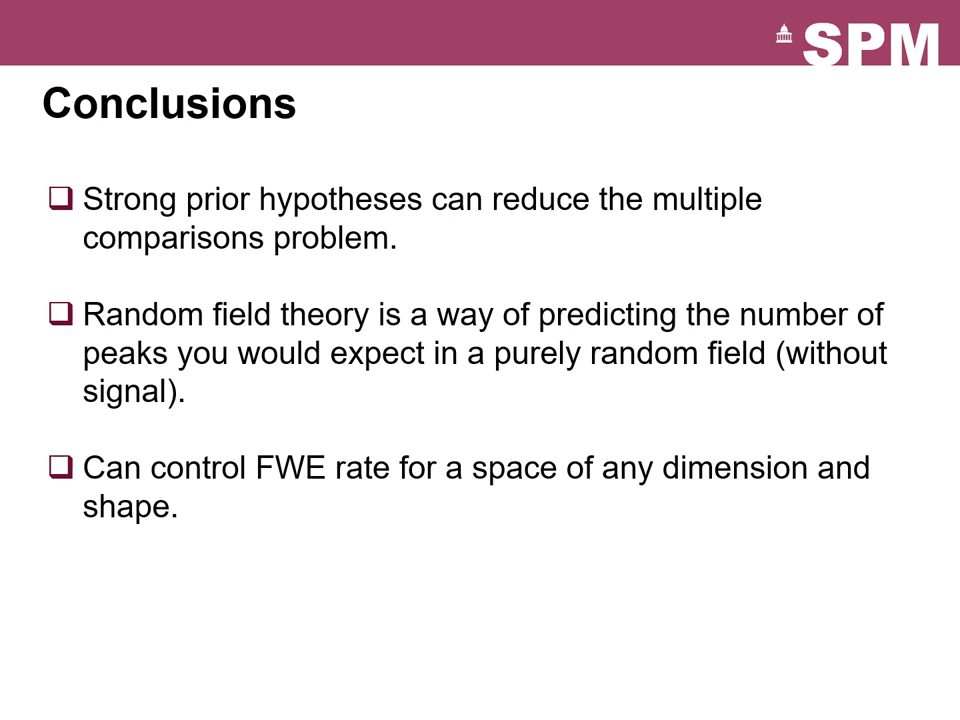 SPM
Conclusions
Strong prior hypotheses can reduce the multiple
comparisons problem.
Random field theory is a way of predicting the number of
peaks you would expect in a purely random field (without
signal).
Can control FWE rate for a space of any dimension and
shape.